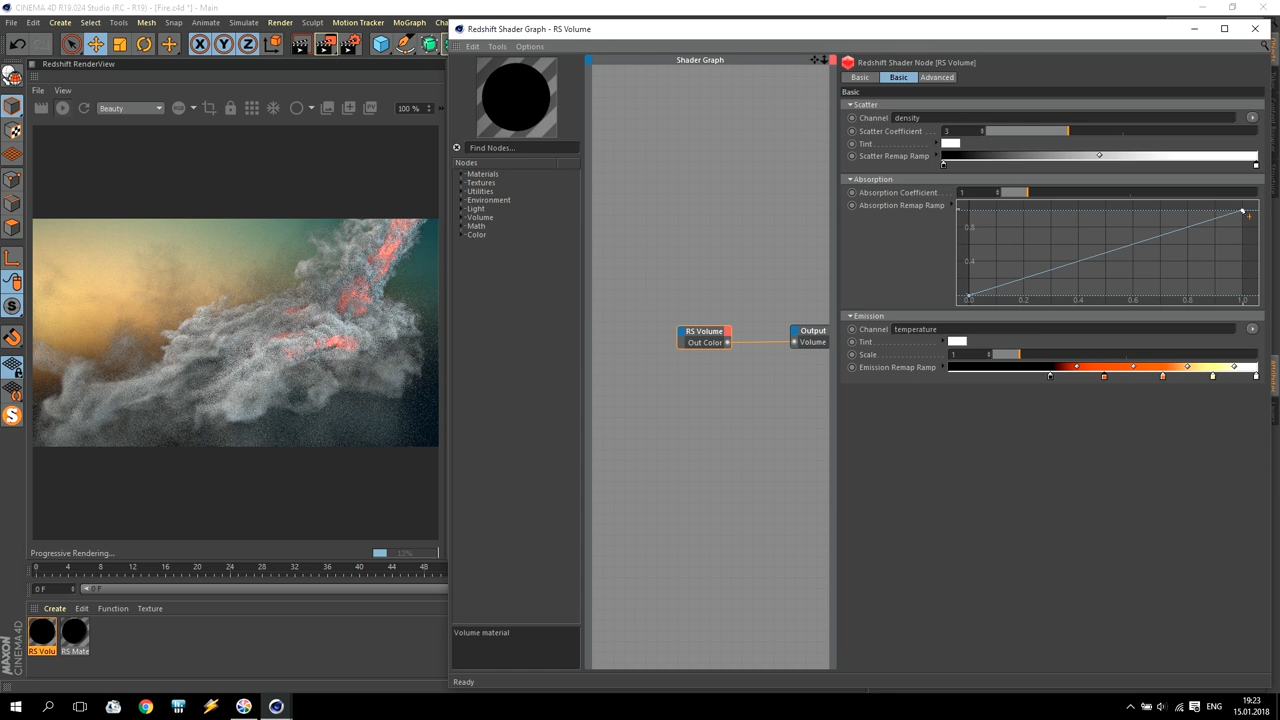 CINEMA 4D R19.024 Studio (RC - R19) - [Fire.c4d *] - Main
File Edit Create Select Tools Mesh Snap Animate Simulate Render Sculpt Motion Tracker MoGraph
Redshift Shader Graph - RS Volume
Edit Tools Options
Redshift RenderView
File View
Beauty
100 %
X Y Z
Find Nodes...
Nodes
Materials
Textures
Utilities
Environment
Light
Volume
Math
Color
Volume material
Ready
Shader Graph
RS Volume
Out Color
Output
Volume
Redshift Shader Node [RS Volume]
Basic Basic Advanced
Basic
Scatter
Channel density
Scatter Coefficient . . . 3
Tint
Scatter Remap Ramp
Absorption
Absorption Coefficient 1
Absorption Remap Ramp
0.8
0.4
0.0 0.2 0.4 0.6 0.8 1.0
Emission
Channel temperature
Tint
Scale 1
Emission Remap Ramp
Progressive Rendering... 13%
0 4 8 12 16 20 24 28 32 36 40 44 48
0 F 0 F
Create Edit Function Texture
RS Volu RS Mate
MAXON
CINEMA 4D
ENG
19:23
15.01.2018